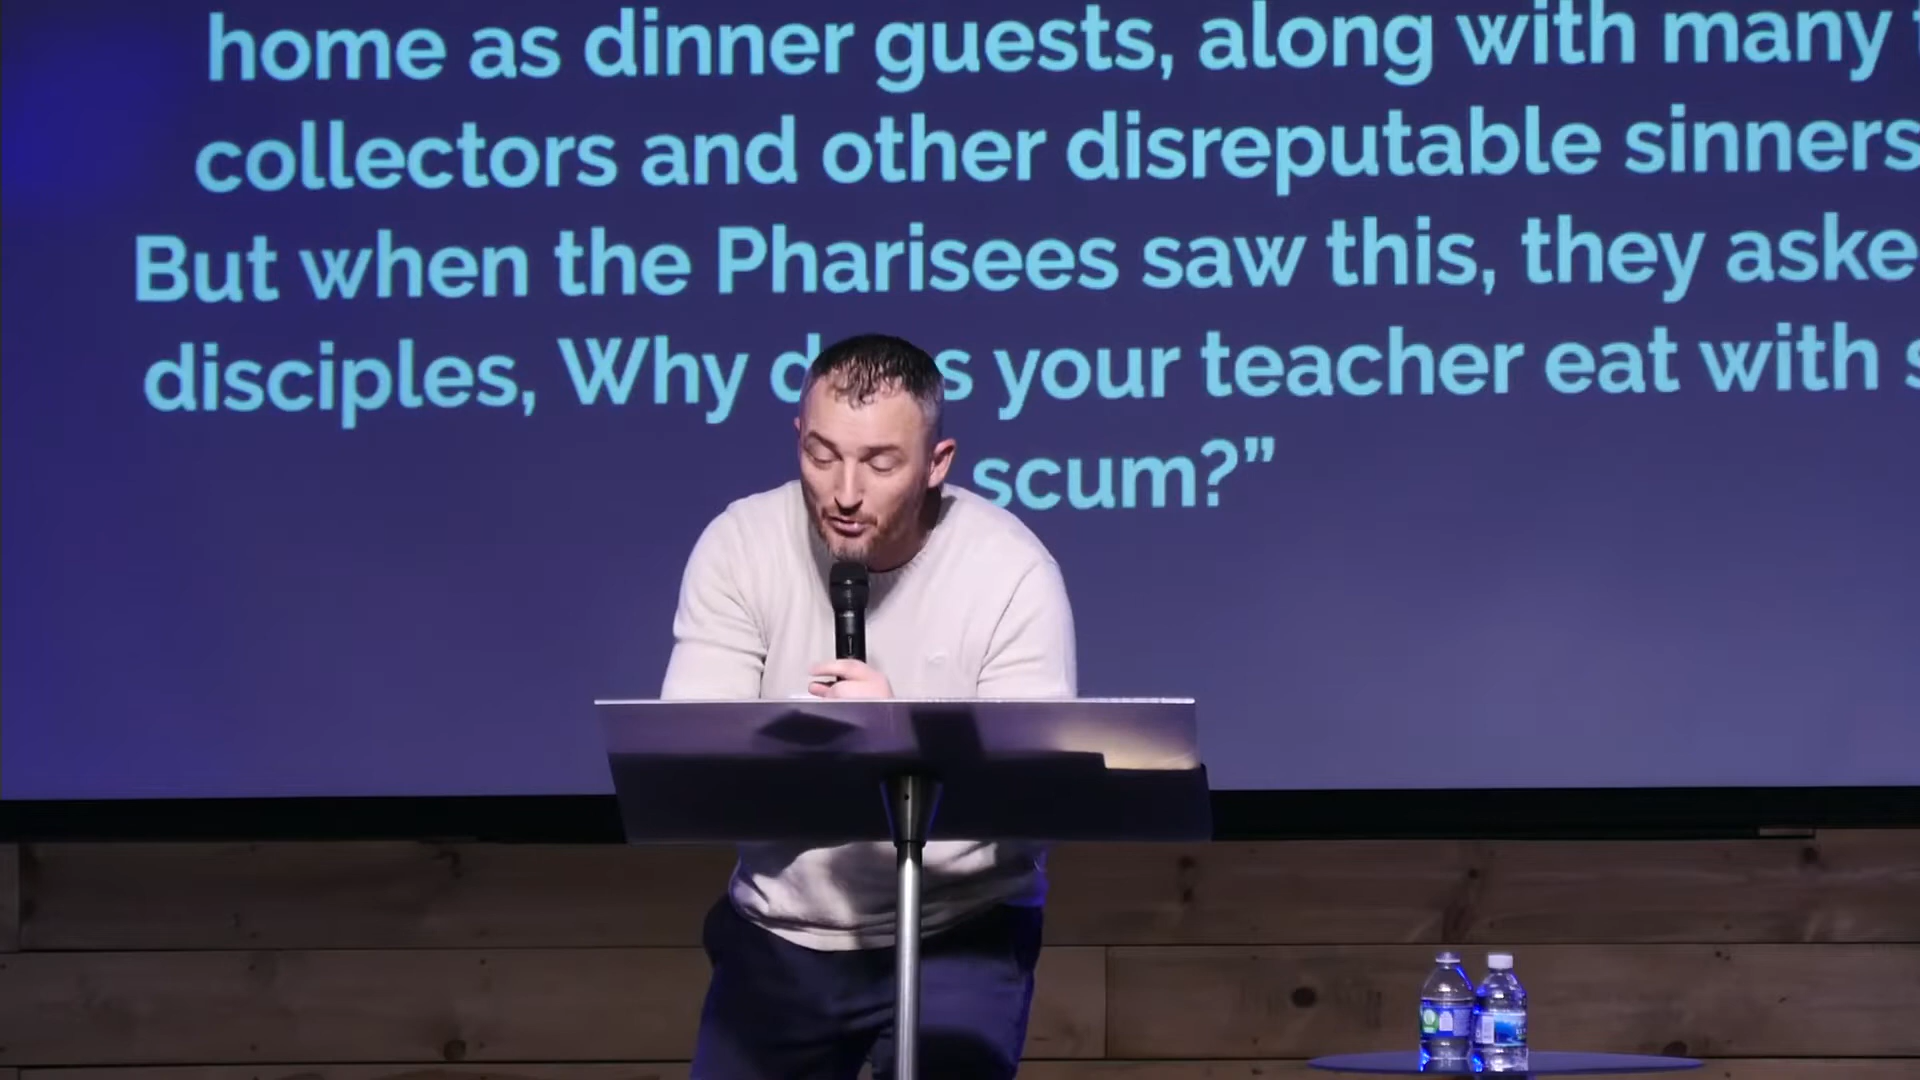 home as dinner guests, along with many
collectors and other disreputable sinners
But when the Pharisees saw this, they aske
disciples, Why does your teacher eat with
scum?”